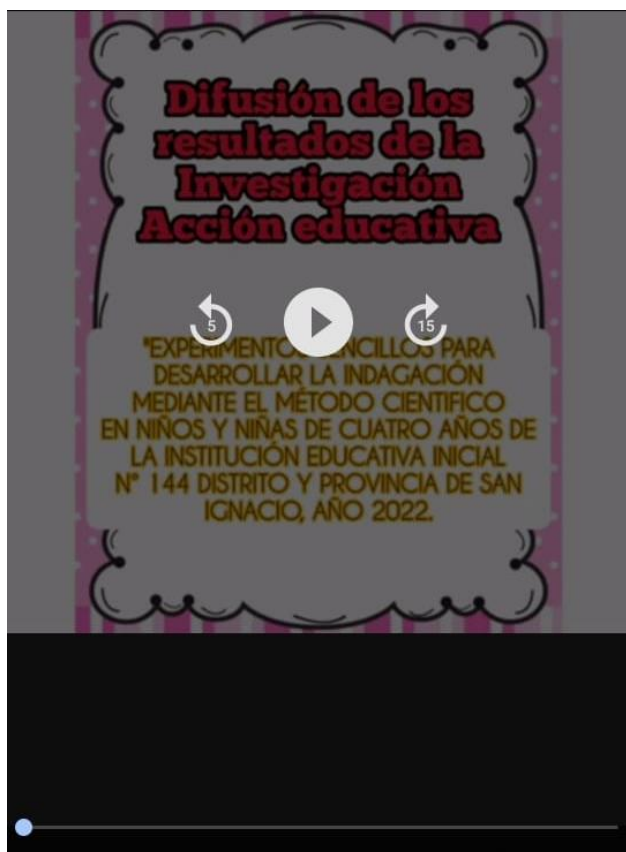 Difusión de los
resultados de la
Investigación
Acción educativa
5
15
"EXPERIMENTOS SENCILLOS PARA
DESARROLLAR LA INDAGACIÓN
MEDIANTE EL MÉTODO CIENTIFICO
EN NIÑOS Y NIÑAS DE CUATRO AÑOS DE
LA INSTITUCIÓN EDUCATIVA INICIAL
N° 144 DISTRITO Y PROVINCIA DE SAN
IGNACIO, AÑO 2022.